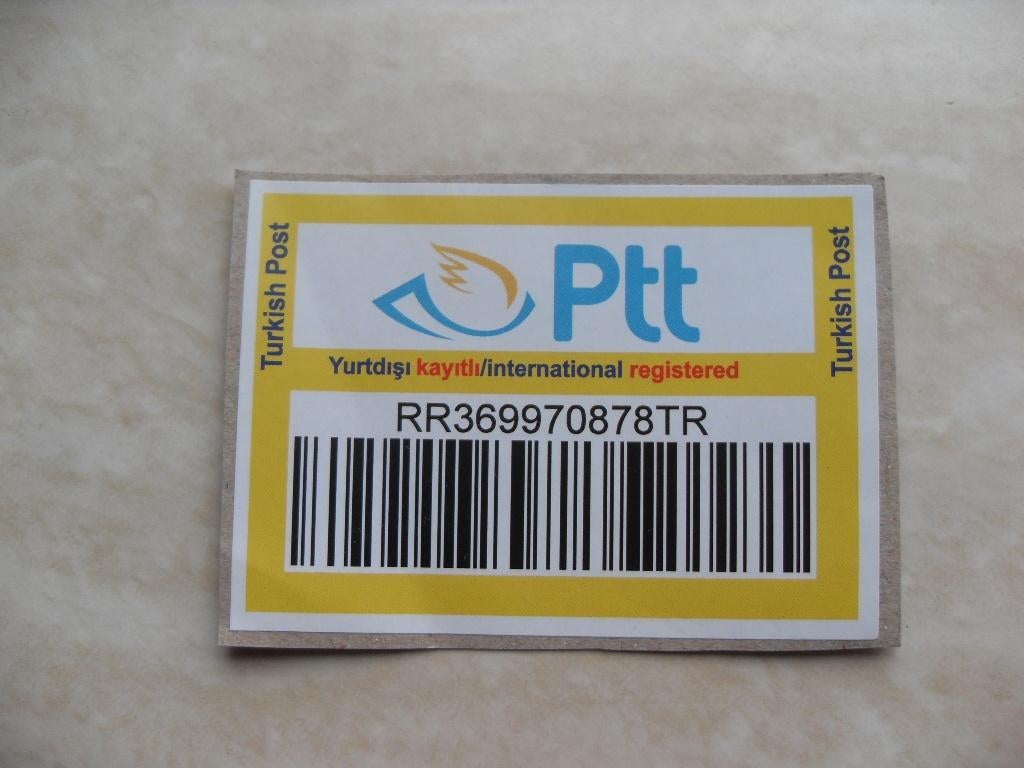 Turkish Post
Ptt
Turkish Post
Yurtdışı kayıtlı/international registered
RR369970878TR